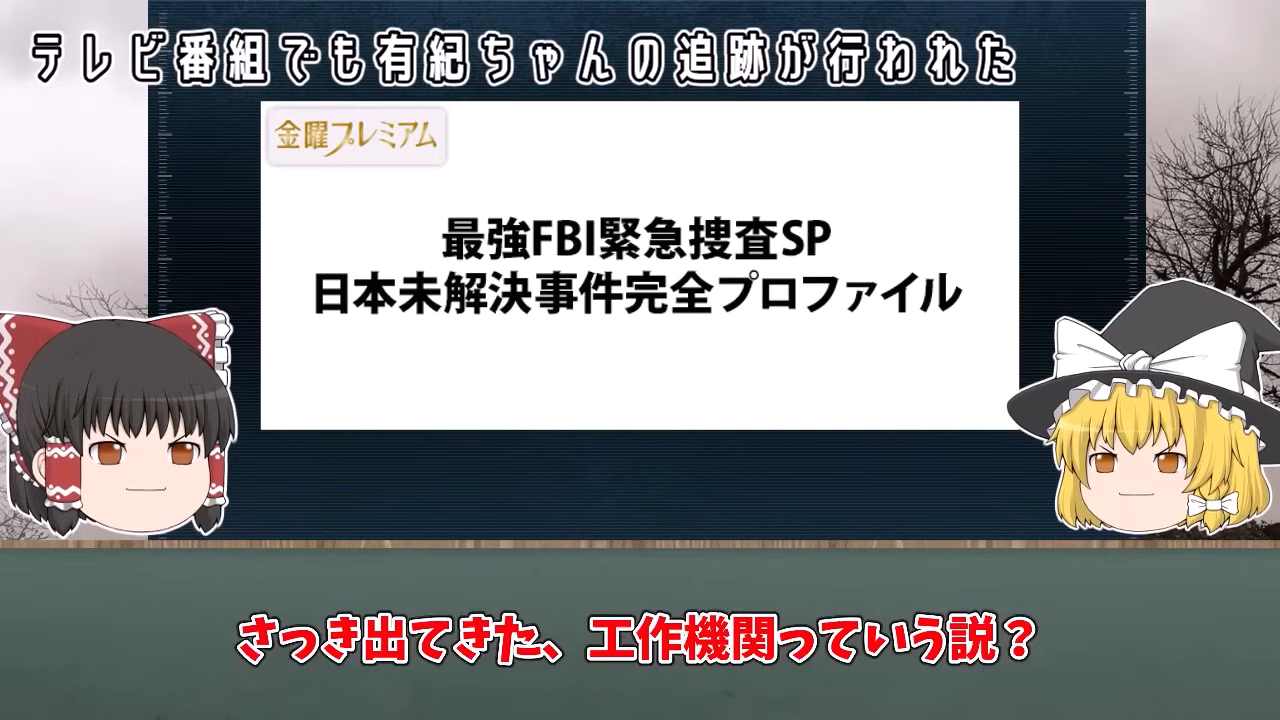 テレビ番組でも有紀ちゃんの追跡が行われた
金曜プレミアム
最強FBI緊急捜査SP
日本未解決事件完全プロファイル
さっき出てきた、工作機関っていう説？